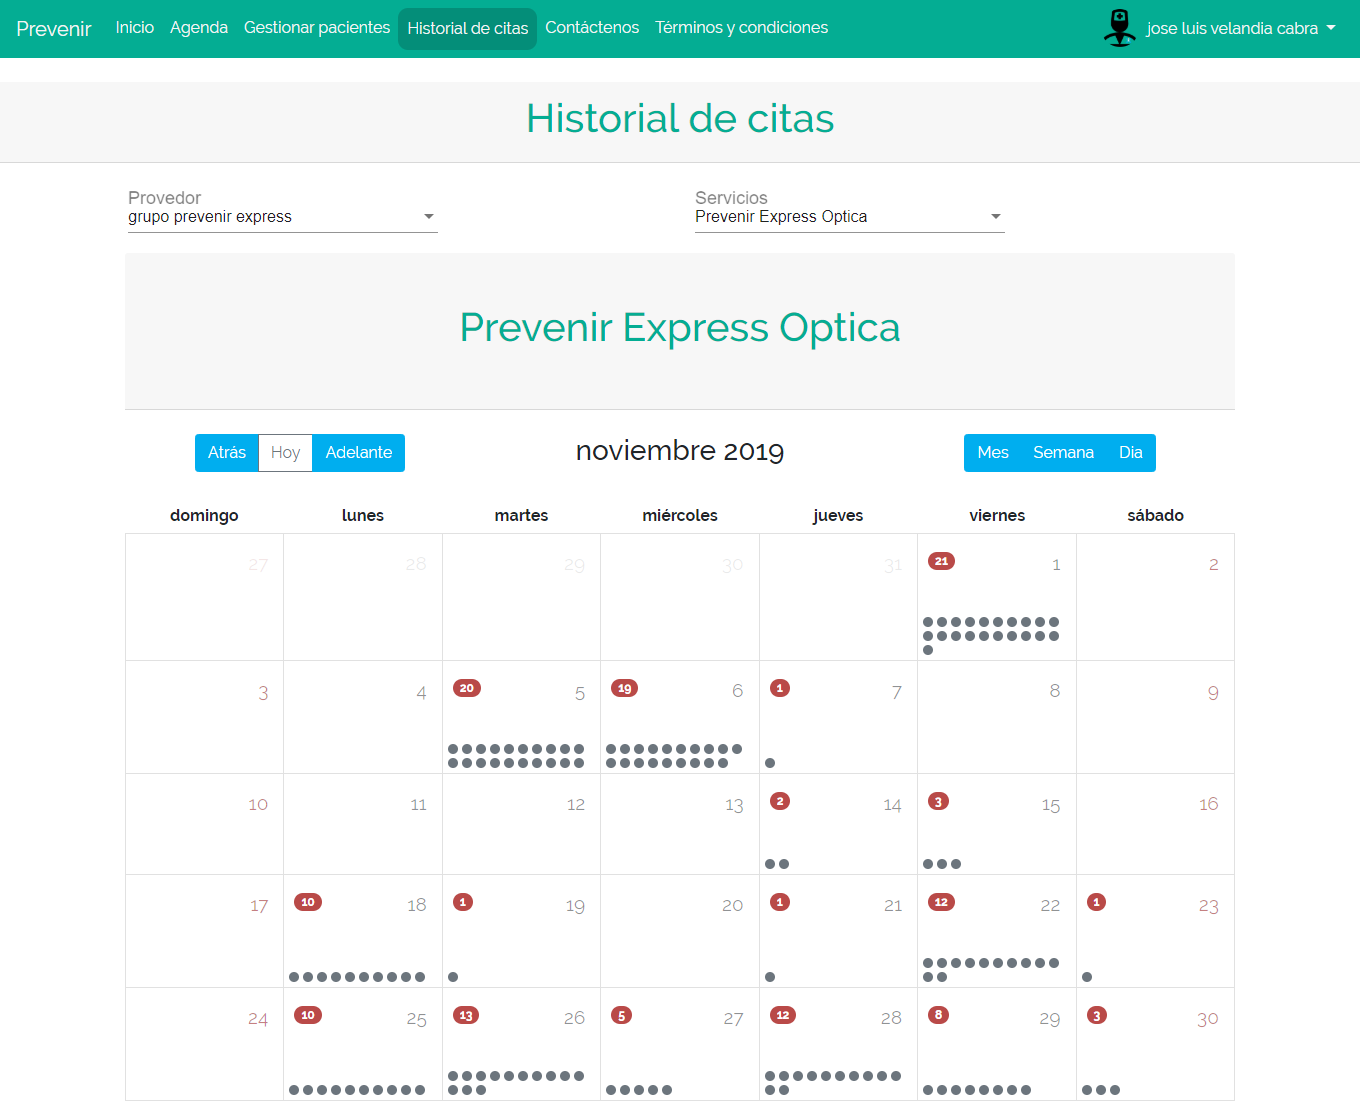 Prevenir Inicio Agenda Gestionar pacientes Historial de citas Contáctenos Términos y condiciones jose luis velandia cabra
Historial de citas
Provedor Servicios
grupo prevenir express Prevenir Express Optica
Prevenir Express Optica
Atrás Hoy Adelante noviembre 2019 Mes Semana Dia
domingo lunes martes miércoles jueves viernes sábado
27 28 29 30 31 21 1 2
3 4 20 5 19 6 1 7 8 9
10 11 12 13 2 14 3 15 16
17 10 18 1 19 20 1 21 12 22 1 23
24 10 25 13 26 5 27 12 28 8 29 3 30